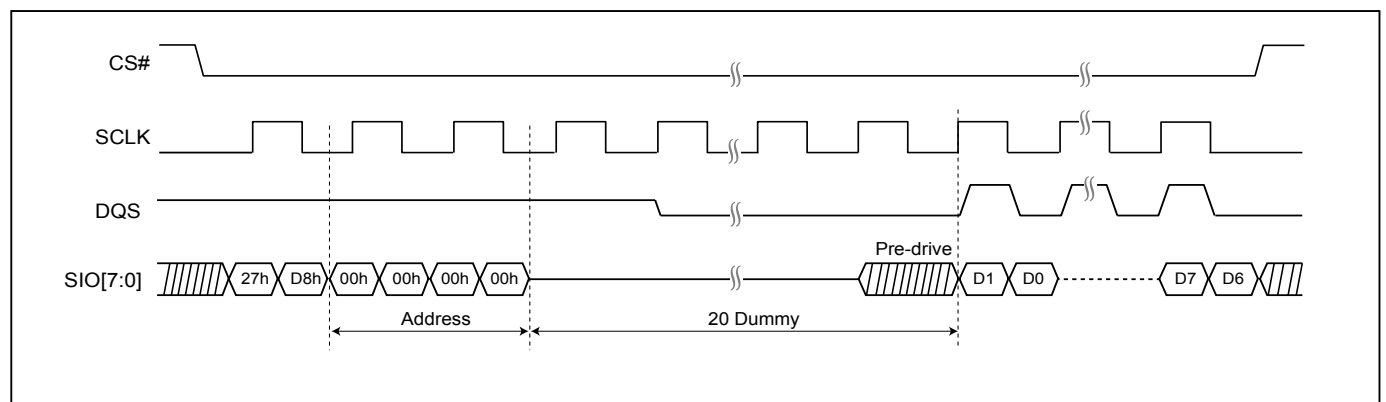 CS#
SCLK
DQS
Pre-drive
SIO[7:0] 27h D8h 00h 00h 00h 00h D1 D0 D7 D6
Address 20 Dummy